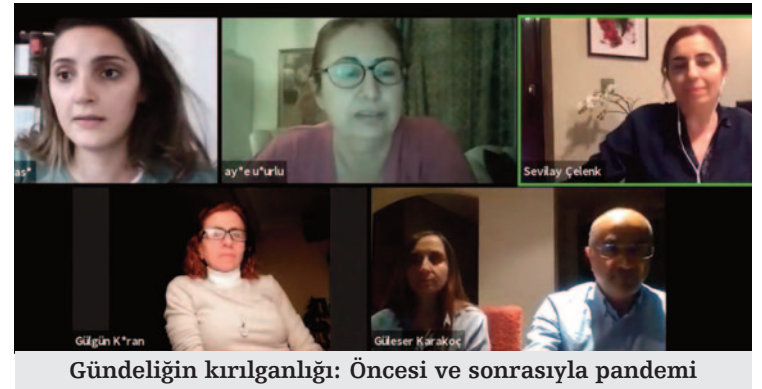 as*
ay*e u*urlu
Sevilay Çelenk
Gülgün K*ran
Güleser Karakoç
Gündeliğin kırılganlığı: Öncesi ve sonrasıyla pandemi